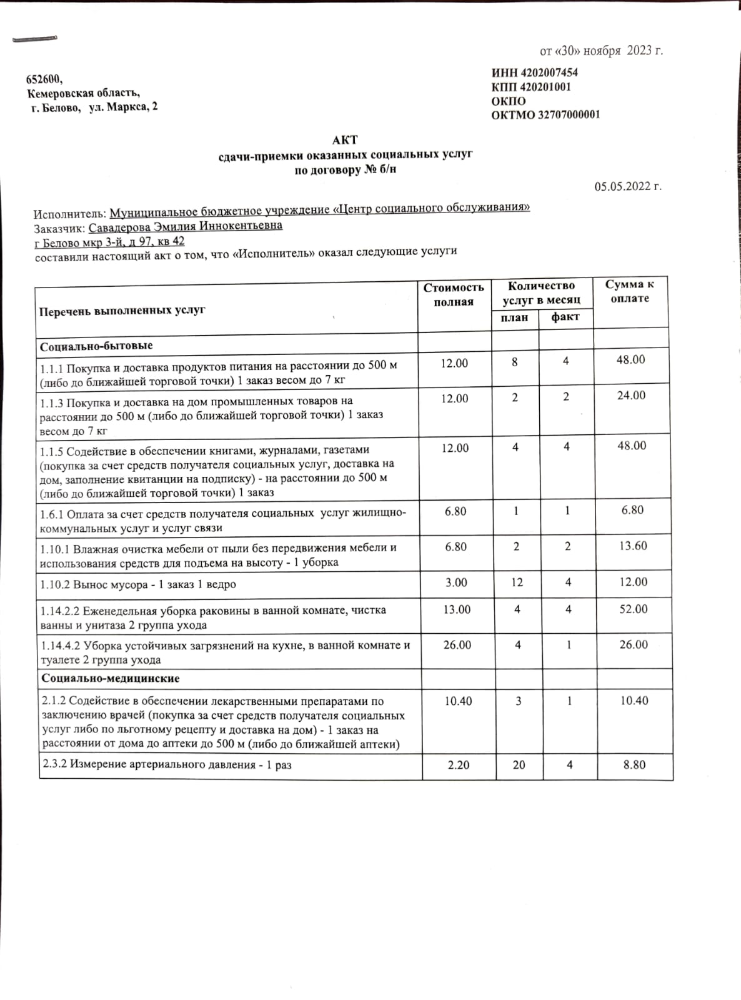 от «30» ноября 2023 г.
652600,
Кемеровская область,
г. Белово, ул. Маркса, 2
ИНН 4202007454
КПП 420201001
ОКПО
ОКТМО 32707000001
АКТ
сдачи-приемки оказанных социальных услуг
по договору № б/н
05.05.2022 г.
Исполнитель: Муниципальное бюджетное учреждение «Центр социального обслуживания»
Заказчик: Савадерова Эмилия Иннокентьевна
г Белово мкр 3-й, д 97, кв 42
составили настоящий акт о том, что «Исполнитель» оказал следующие услуги
Перечень выполненных услуг
Стоимость
полная
Количество
услуг в месяц
план факт
Сумма к
оплате
Социально-бытовые
1.1.1 Покупка и доставка продуктов питания на расстоянии до 500 м 12.00 8 4 48.00
(либо до ближайшей торговой точки) 1 заказ весом до 7 кг
1.1.3 Покупка и доставка на дом промышленных товаров на 12.00 2 2 24.00
расстоянии до 500 м (либо до ближайшей торговой точки) 1 заказ
весом до 7 кг
1.1.5 Содействие в обеспечении книгами, журналами, газетами 12.00 4 4 48.00
(покупка за счет средств получателя социальных услуг, доставка на
дом, заполнение квитанции на подписку) - на расстоянии до 500 м
(либо до ближайшей торговой точки) 1 заказ
1.6.1 Оплата за счет средств получателя социальных услуг жилищно- 6.80 1 1 6.80
коммунальных услуг и услуг связи
1.10.1 Влажная очистка мебели от пыли без передвижения мебели и 6.80 2 2 13.60
использования средств для подъема на высоту - 1 уборка
1.10.2 Вынос мусора - 1 заказ 1 ведро 3.00 12 4 12.00
1.14.2.2 Еженедельная уборка раковины в ванной комнате, чистка 13.00 4 4 52.00
ванны и унитаза 2 группа ухода
1.14.4.2 Уборка устойчивых загрязнений на кухне, в ванной комнате и 26.00 4 1 26.00
туалете 2 группа ухода
Социально-медицинские
2.1.2 Содействие в обеспечении лекарственными препаратами по 10.40 3 1 10.40
заключению врачей (покупка за счет средств получателя социальных
услуг либо по льготному рецепту и доставка на дом) - 1 заказ на
расстоянии от дома до аптеки до 500 м (либо до ближайшей аптеки)
2.3.2 Измерение артериального давления - 1 раз 2.20 20 4 8.80